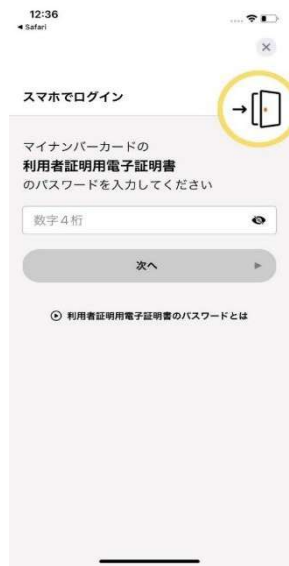 12:36
◀ Safari
スマホでログイン
マイナンバーカードの
利用者証明用電子証明書
のパスワードを入力してください
数字4桁
次へ
利用者証明用電子証明書のパスワードとは